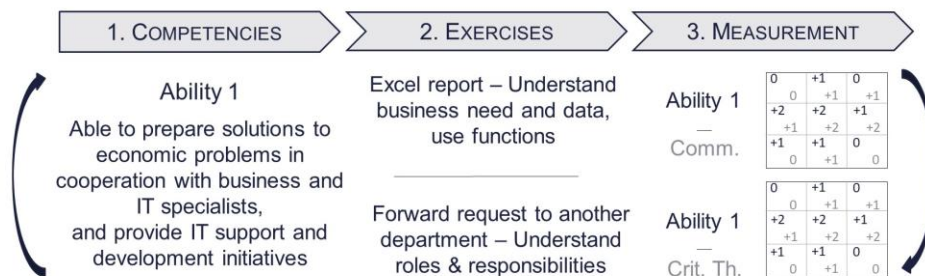 1. COMPETENCIES
2. EXERCISES
3. MEASUREMENT
Ability 1
Able to prepare solutions to
economic problems in
cooperation with business and
IT specialists,
and provide IT support and
development initiatives
Excel report – Understand
business need and data,
use functions
Forward request to another
department – Understand
roles & responsibilities
Ability 1
—
Comm.
0 +1 0
0 +1 +1
+2 +2 +1
+1 +2 +2
+1 +1 0
0 +1 0
Ability 1
—
Crit. Th.
0 +1 0
0 +1 +1
+2 +2 +1
+1 +2 +2
+1 +1 0
0 +1 0